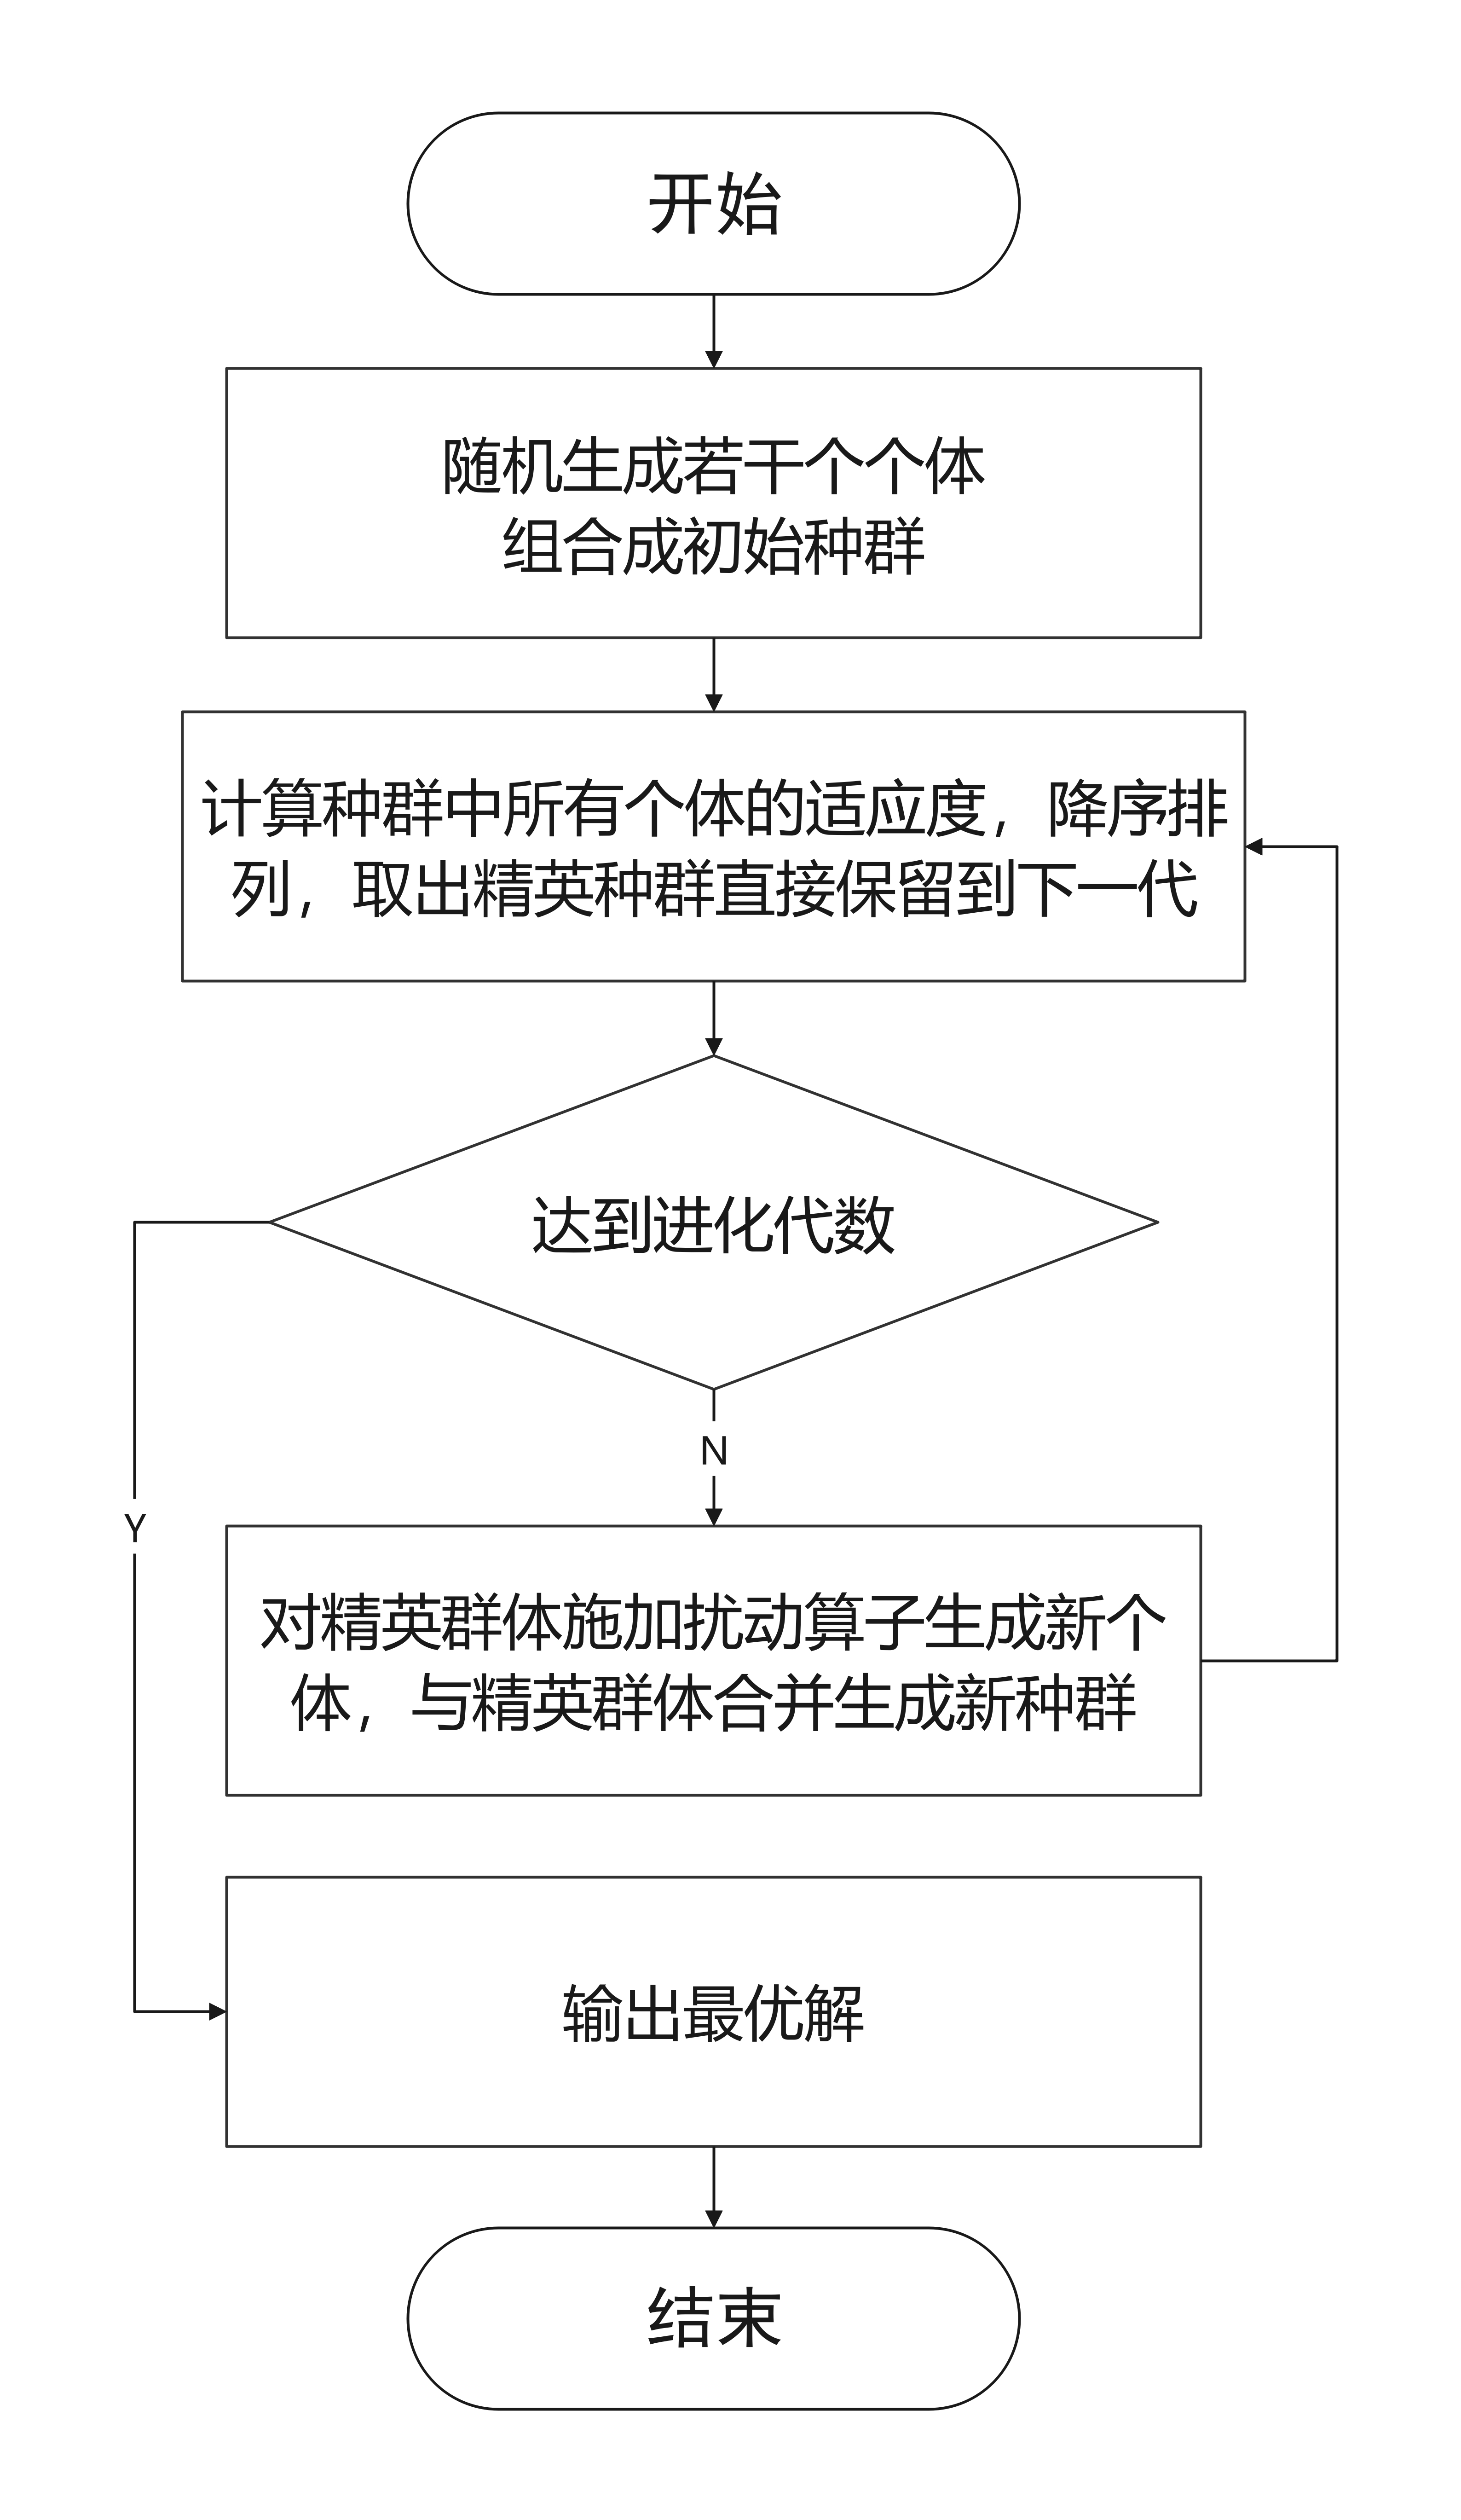 开始
随机生成若干个个体
组合成初始种群
计算种群中所有个体的适应度，降序排
列，取出精英种群直接保留到下一代
达到进化代数
N
Y
对精英群体施加扰动算子生成新个
体，与精英群体合并生成新种群
输出最优解
结束